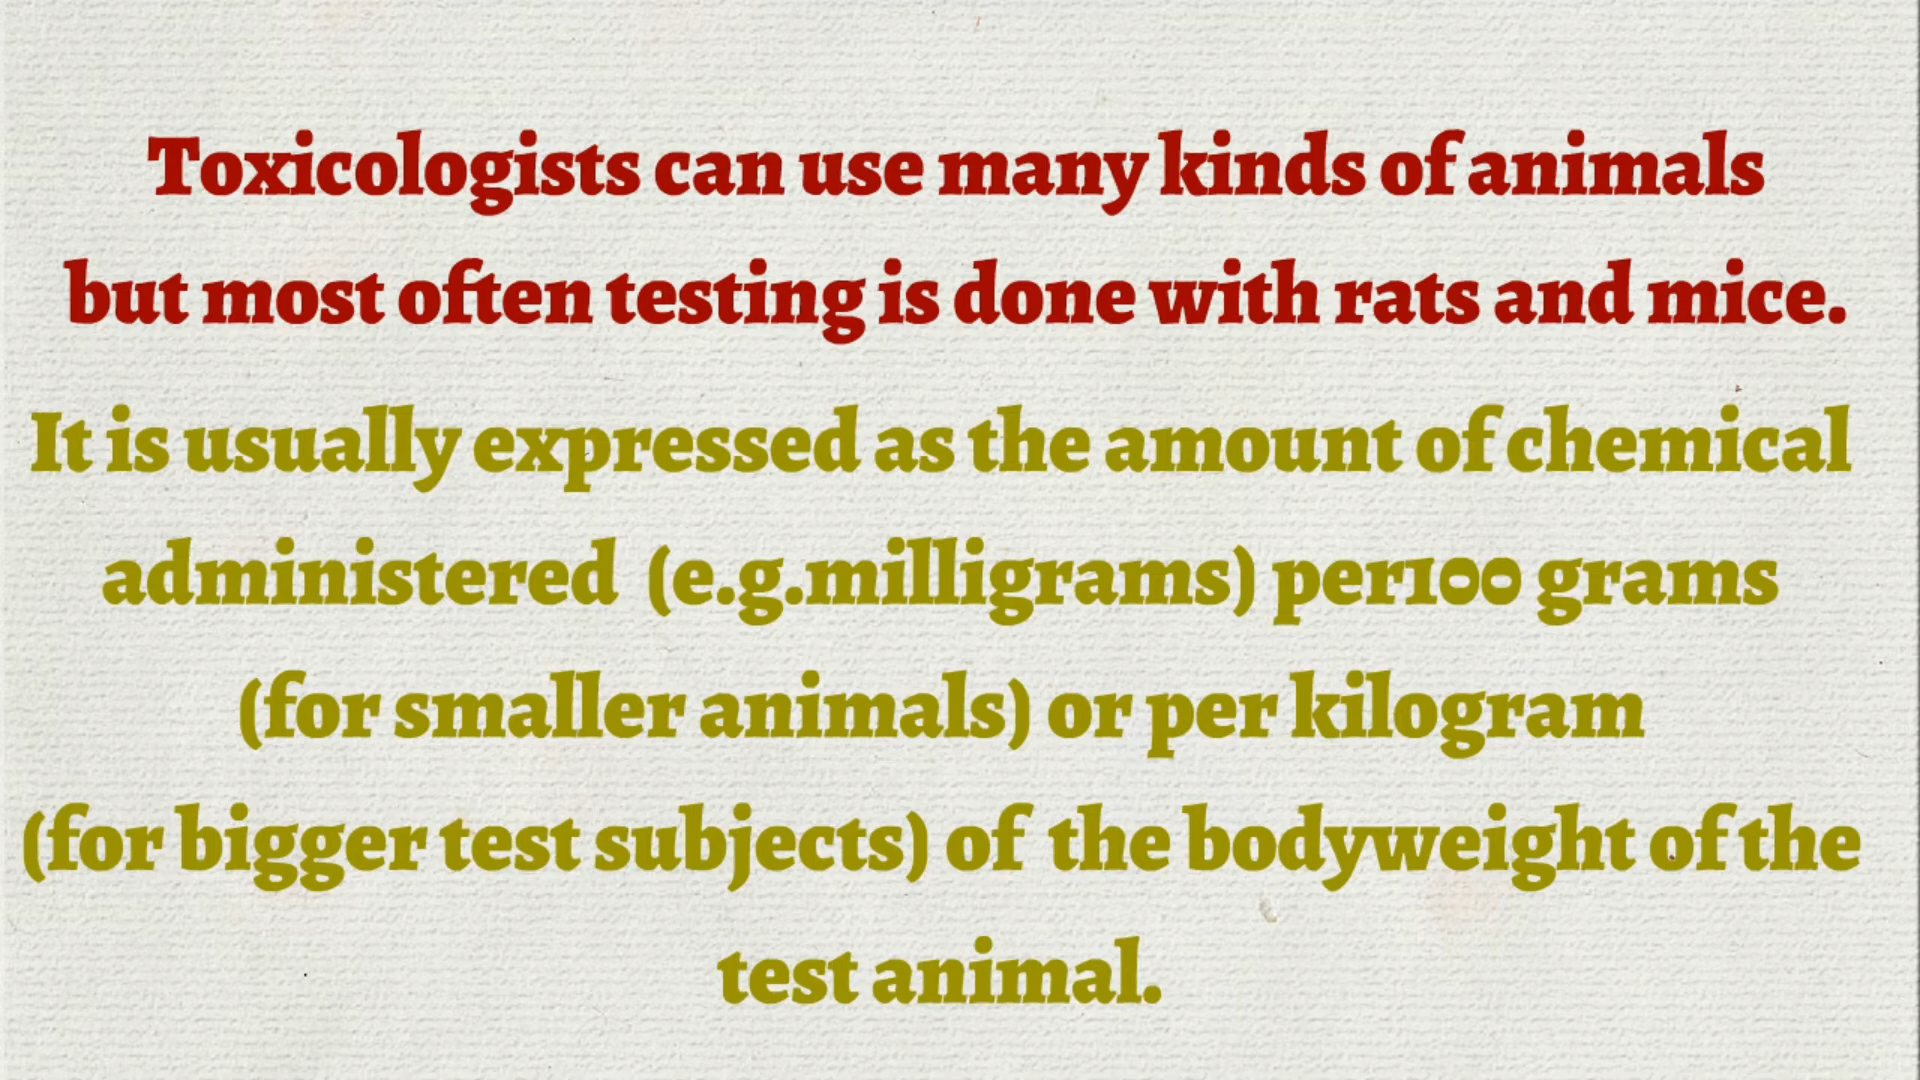 Toxicologists can use many kinds of animals
but most often testing is done with rats and mice.
It is usually expressed as the amount of chemical
administered (e.g.milligrams) per100 grams
(for smaller animals) or per kilogram
(for bigger test subjects) of the bodyweight of the
test animal.